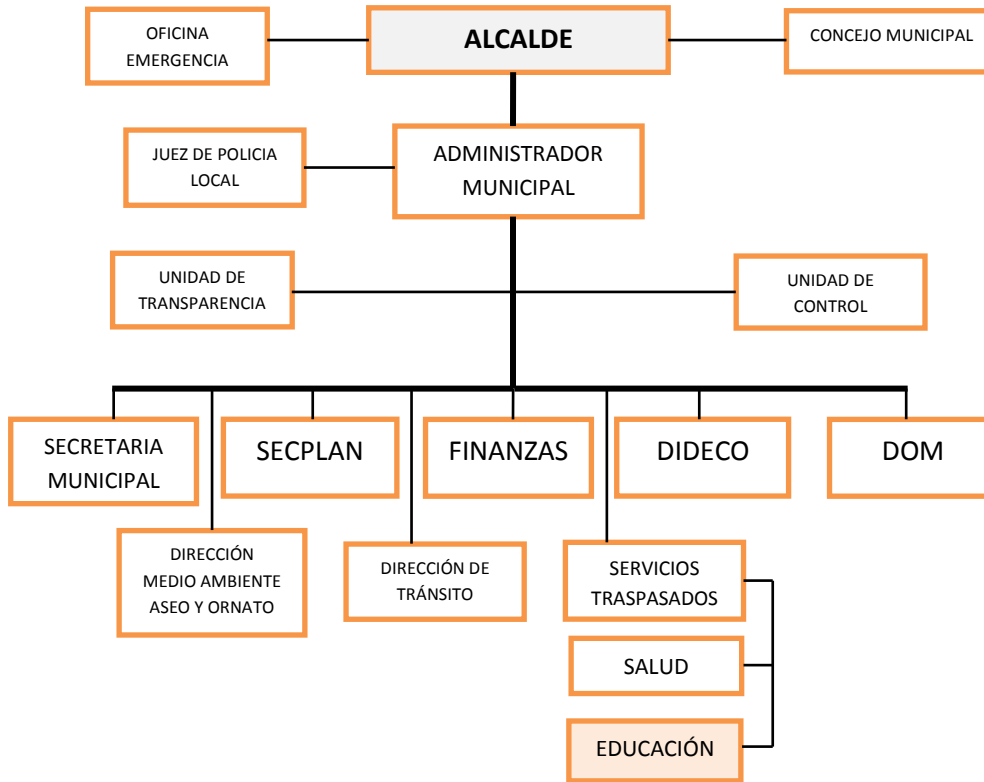 OFICINA
EMERGENCIA
ALCALDE
CONCEJO MUNICIPAL
JUEZ DE POLICIA
LOCAL
ADMINISTRADOR
MUNICIPAL
UNIDAD DE
TRANSPARENCIA
UNIDAD DE
CONTROL
SECRETARIA
MUNICIPAL
SECPLAN
FINANZAS
DIDECO
DOM
DIRECCIÓN
MEDIO AMBIENTE
ASEO Y ORNATO
DIRECCIÓN DE
TRÁNSITO
SERVICIOS
TRASPASADOS
SALUD
EDUCACIÓN